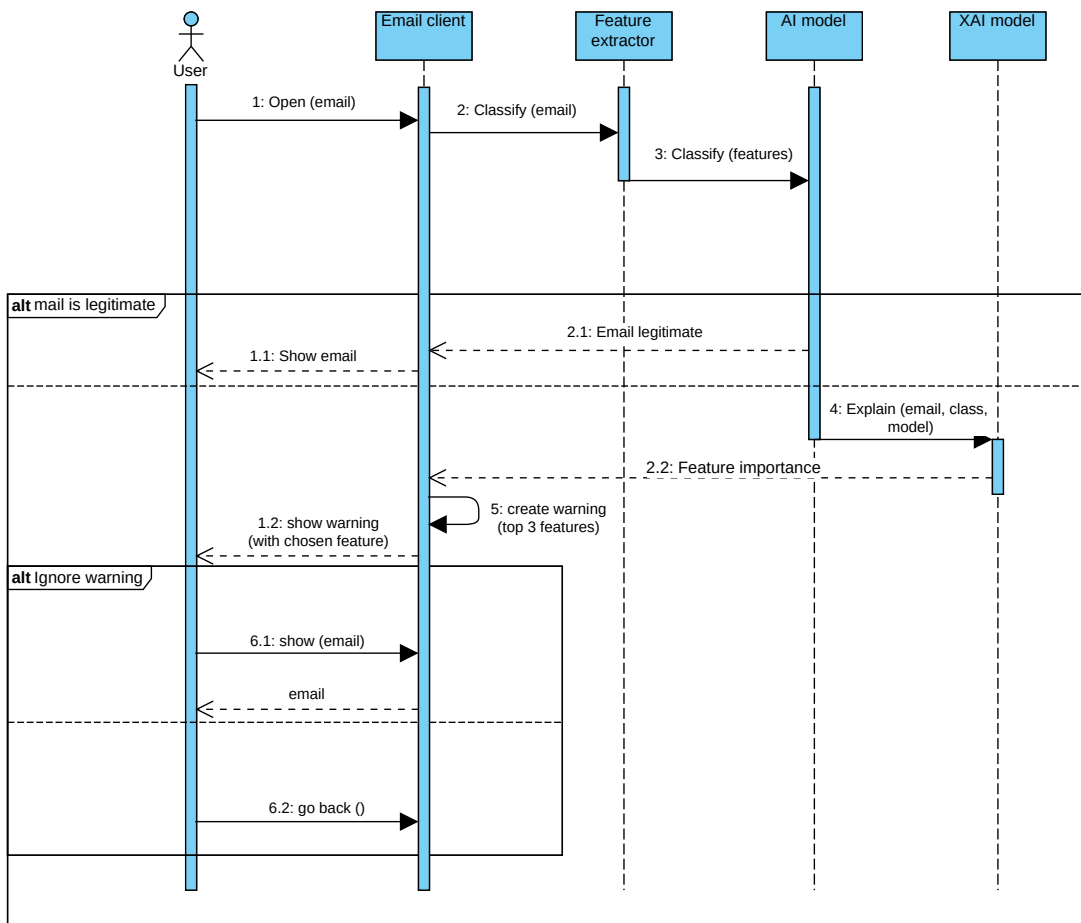 Email client
Feature
extractor
AI model
XAI model
User
1: Open (email)
2: Classify (email)
3: Classify (features)
alt mail is legitimate
2.1: Email legitimate
1.1: Show email
4: Explain (email, class,
model)
2.2: Feature importance
5: create warning
(top 3 features)
1.2: show warning
(with chosen feature)
alt Ignore warning
6.1: show (email)
email
6.2: go back ()